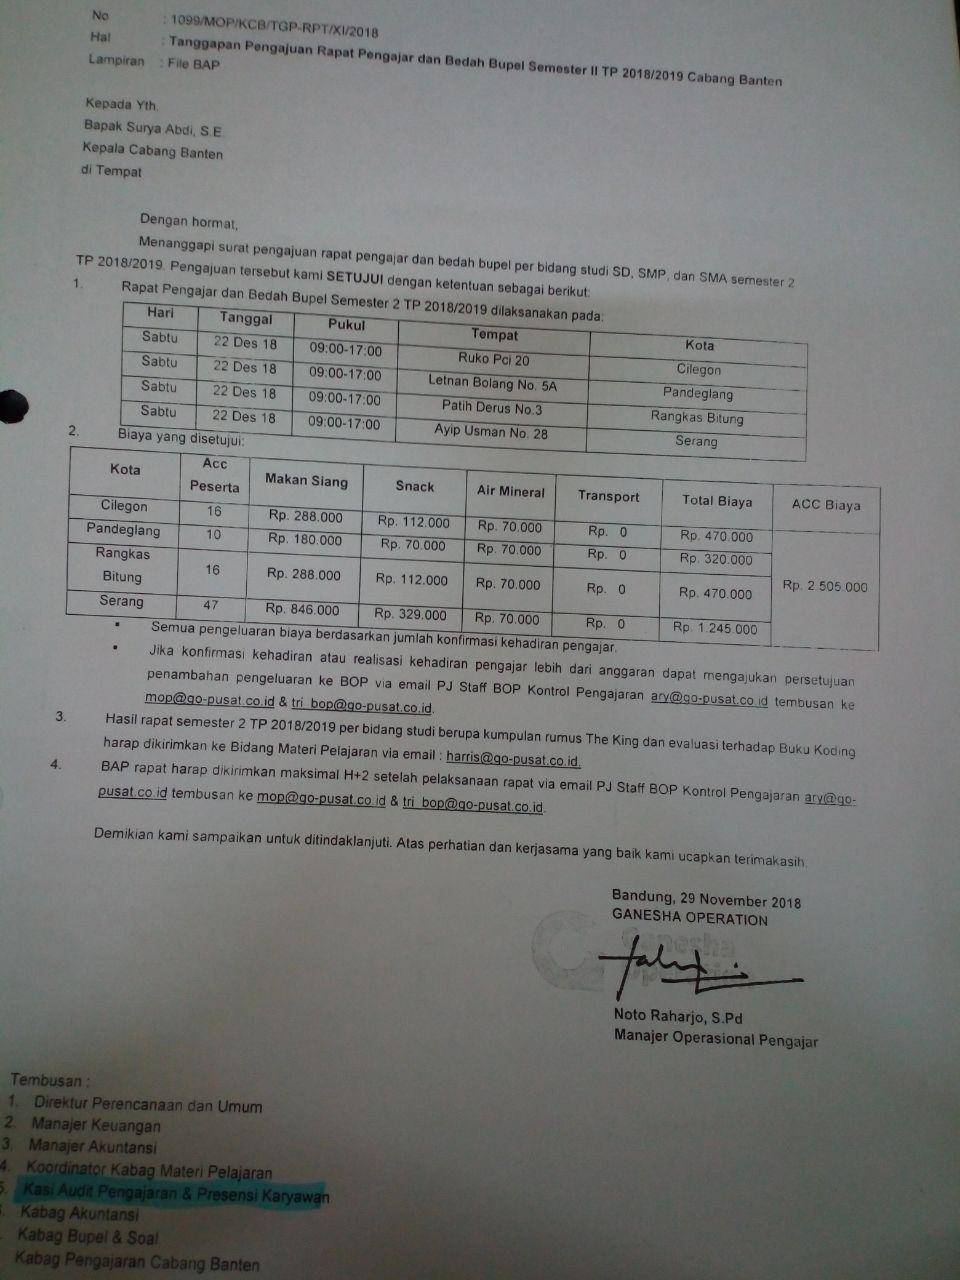 No : 1099/MOP/KCB/TGP-RPT/XI/2018
Hal : Tanggapan Pengajuan Rapat Pengajar dan Bedah Bupel Semester II TP 2018/2019 Cabang Banten
Lampiran : File BAP
Kepada Yth.
Bapak Surya Abdi, S.E
Kepala Cabang Banten
di Tempat
Dengan hormat,
Menanggapi surat pengajuan rapat pengajar dan bedah bupel per bidang studi SD, SMP, dan SMA semester 2
TP 2018/2019. Pengajuan tersebut kami SETUJUI dengan ketentuan sebagai berikut:
1. Rapat Pengajar dan Bedah Bupel Semester 2 TP 2018/2019 dilaksanakan pada:
Hari Tanggal Pukul Tempat Kota
Sabtu 22 Des 18 09:00-17:00 Ruko Pci 20 Cilegon
Sabtu 22 Des 18 09:00-17:00 Letnan Bolang No. 5A Pandeglang
Sabtu 22 Des 18 09:00-17:00 Patih Derus No.3 Rangkas Bitung
Sabtu 22 Des 18 09:00-17:00 Ayip Usman No. 28 Serang
2. Biaya yang disetujui:
Kota Acc Peserta Makan Siang Snack Air Mineral Transport Total Biaya ACC Biaya
Cilegon 16 Rp. 288.000 Rp. 112.000 Rp. 70.000 Rp. 0 Rp. 470.000
Pandeglang 10 Rp. 180.000 Rp. 70.000 Rp. 70.000 Rp. 0 Rp. 320.000
Rangkas Bitung 16 Rp. 288.000 Rp. 112.000 Rp. 70.000 Rp. 0 Rp. 470.000 Rp. 2.505.000
Serang 47 Rp. 846.000 Rp. 329.000 Rp. 70.000 Rp. 0 Rp. 1.245.000
▪ Semua pengeluaran biaya berdasarkan jumlah konfirmasi kehadiran pengajar.
▪ Jika konfirmasi kehadiran atau realisasi kehadiran pengajar lebih dari anggaran dapat mengajukan persetujuan
penambahan pengeluaran ke BOP via email PJ Staff BOP Kontrol Pengajaran ary@go-pusat.co.id tembusan ke
mop@go-pusat.co.id & tri_bop@go-pusat.co.id.
3. Hasil rapat semester 2 TP 2018/2019 per bidang studi berupa kumpulan rumus The King dan evaluasi terhadap Buku Koding
harap dikirimkan ke Bidang Materi Pelajaran via email : harris@go-pusat.co.id.
4. BAP rapat harap dikirimkan maksimal H+2 setelah pelaksanaan rapat via email PJ Staff BOP Kontrol Pengajaran ary@go-
pusat.co.id tembusan ke mop@go-pusat.co.id & tri_bop@go-pusat.co.id.
Demikian kami sampaikan untuk ditindaklanjuti. Atas perhatian dan kerjasama yang baik kami ucapkan terimakasih.
Bandung, 29 November 2018
GANESHA OPERATION
Noto Raharjo, S.Pd
Manajer Operasional Pengajar
Tembusan :
1. Direktur Perencanaan dan Umum
2. Manajer Keuangan
3. Manajer Akuntansi
4. Koordinator Kabag Materi Pelajaran
5. Kasi Audit Pengajaran & Presensi Karyawan
Kabag Akuntansi
Kabag Bupel & Soal
Kabag Pengajaran Cabang Banten